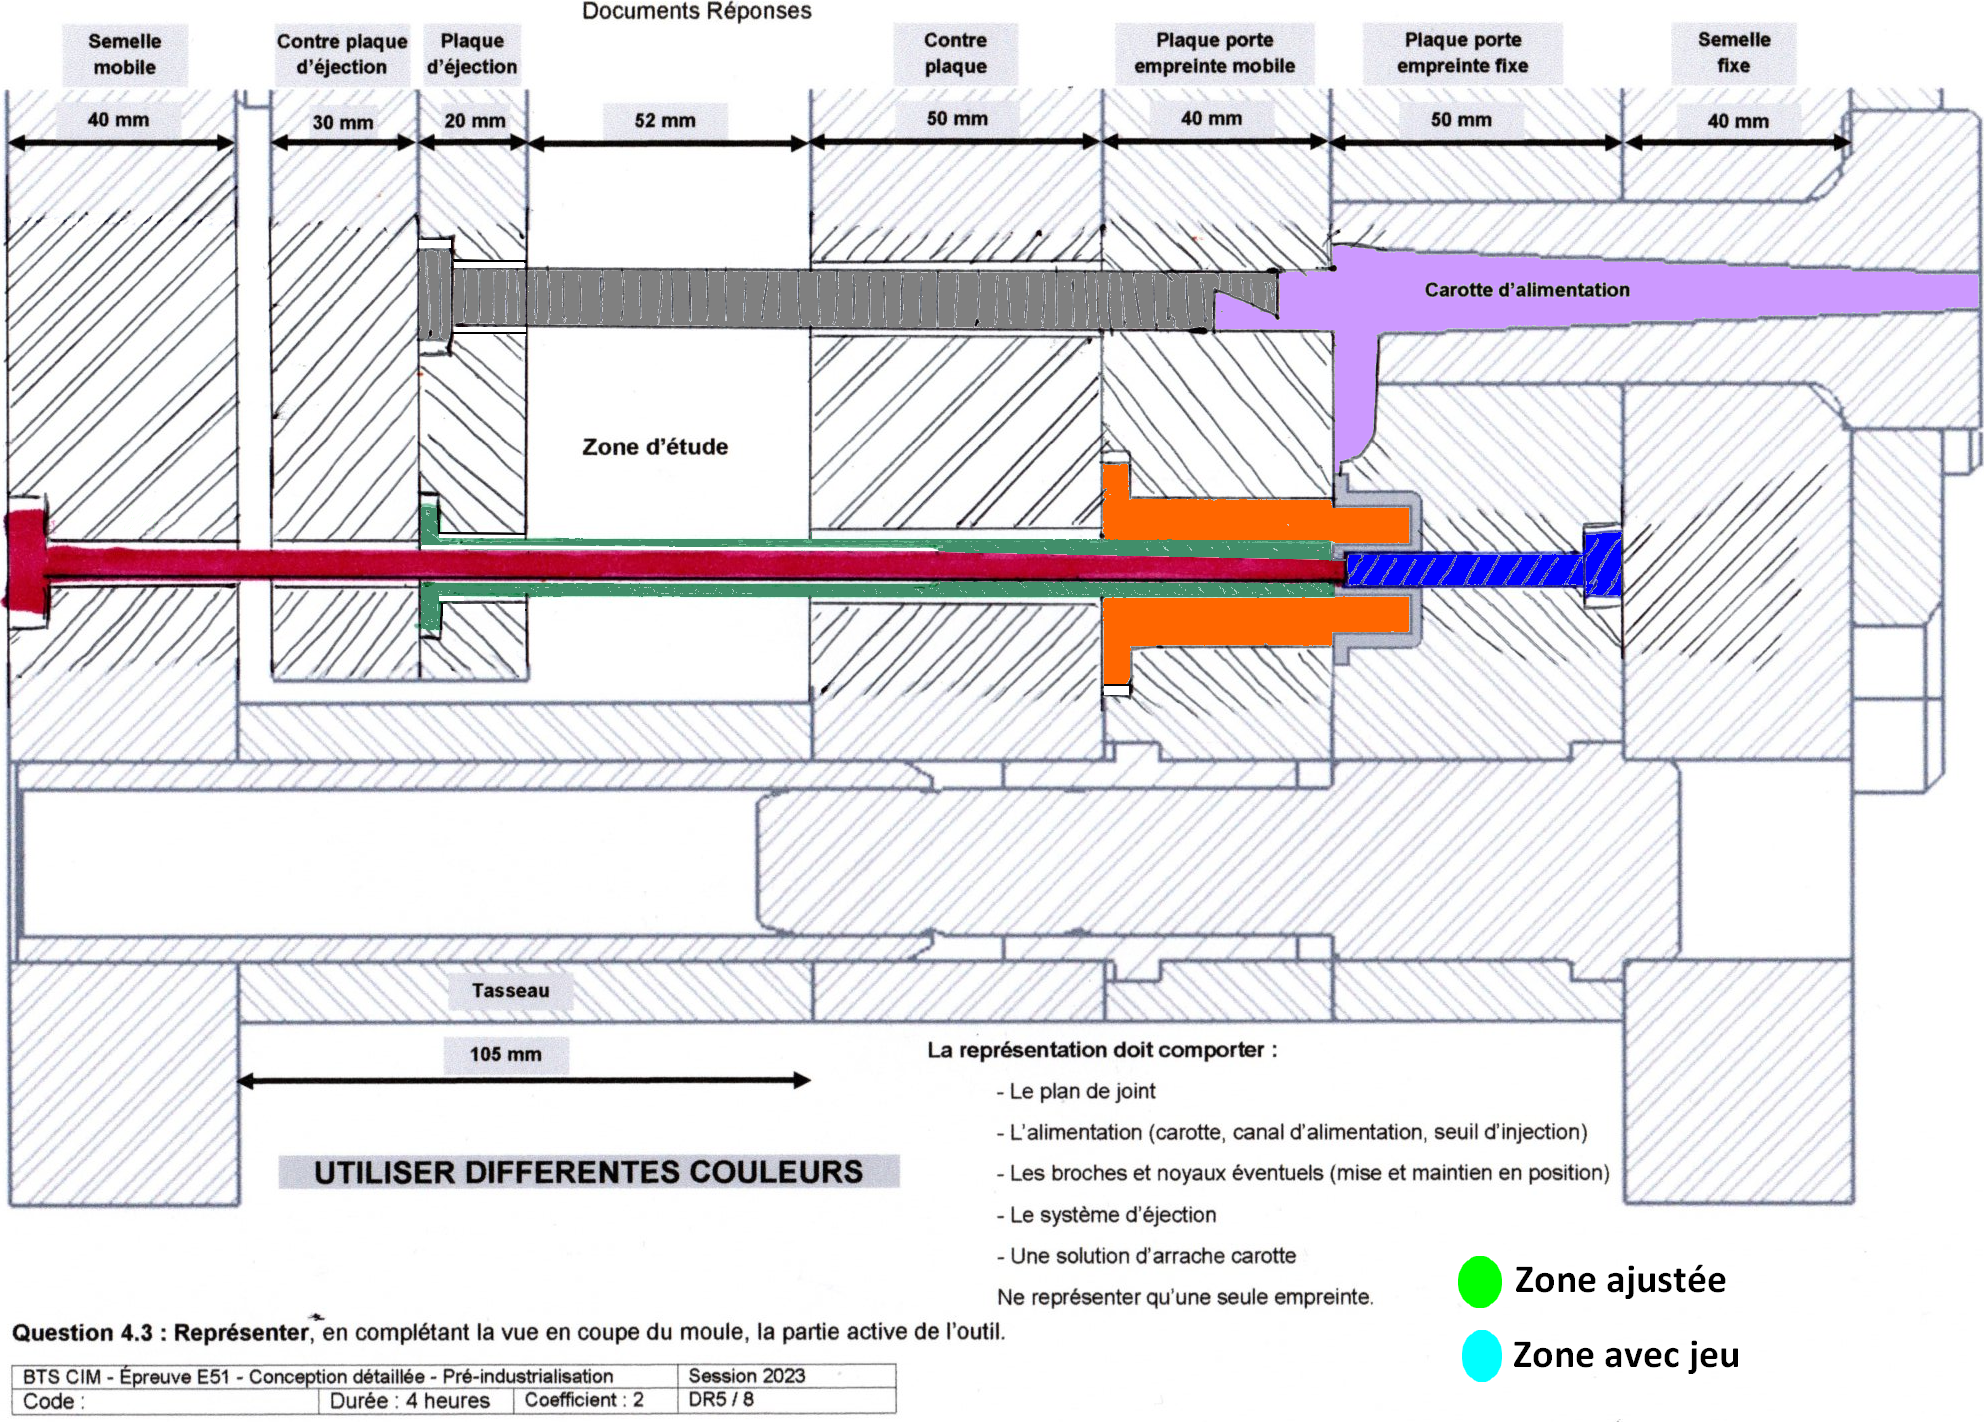 Documents Réponses
Semelle
mobile
Contre plaque
d'éjection
Plaque
d'éjection
Contre
plaque
Plaque porte
empreinte mobile
Plaque porte
empreinte fixe
Semelle
fixe
40 mm
30 mm
20 mm
52 mm
50 mm
40 mm
50 mm
40 mm
Carotte d'alimentation
Zone d'étude
Tasseau
105 mm
UTILISER DIFFERENTES COULEURS
La représentation doit comporter :
- Le plan de joint
- L'alimentation (carotte, canal d'alimentation, seuil d'injection)
- Les broches et noyaux éventuels (mise et maintien en position)
- Le système d'éjection
- Une solution d'arrache carotte
Ne représenter qu'une seule empreinte.
Zone ajustée
Zone avec jeu
Question 4.3 : Représenter, en complétant la vue en coupe du moule, la partie active de l'outil.
BTS CIM - Épreuve E51 - Conception détaillée - Pré-industrialisation Session 2023
Code : Durée : 4 heures Coefficient : 2 DR5 / 8